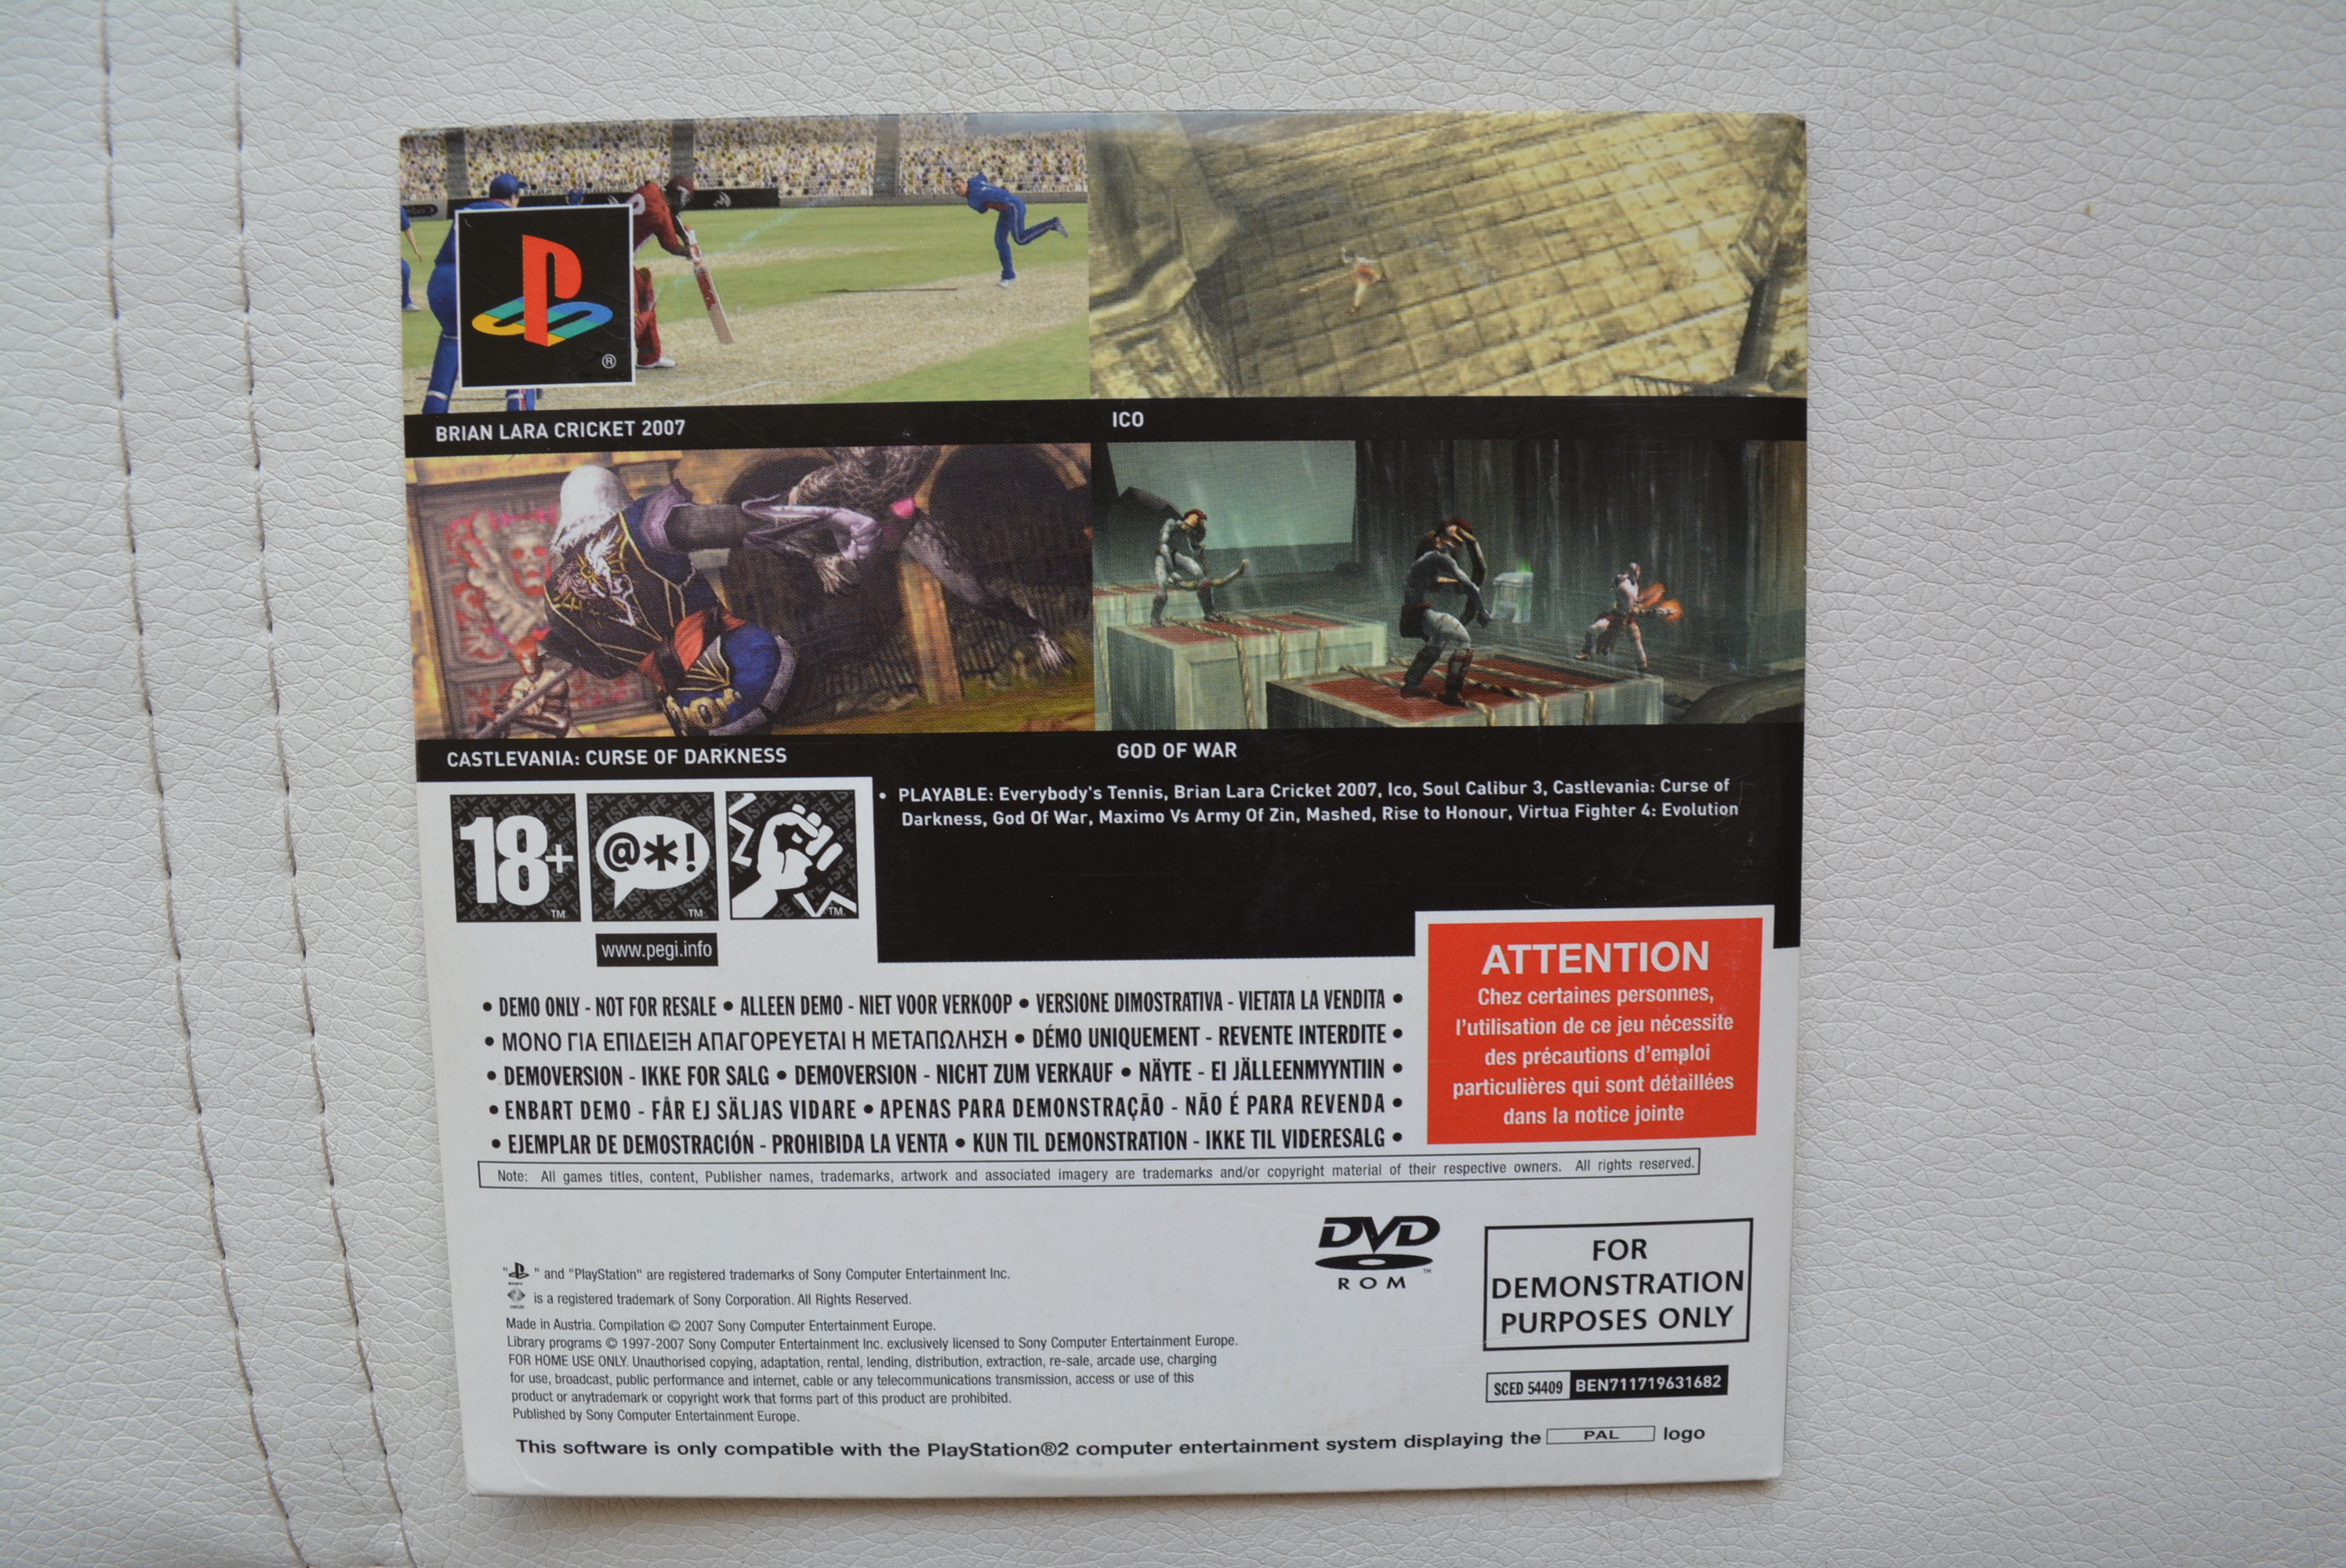 ®
BRIAN LARA CRICKET 2007
ICO
CASTLEVANIA: CURSE OF DARKNESS
GOD OF WAR
• PLAYABLE: Everybody's Tennis, Brian Lara Cricket 2007, Ico, Soul Calibur 3, Castlevania: Curse of
Darkness, God Of War, Maximo Vs Army Of Zin, Mashed, Rise to Honour, Virtua Fighter 4: Evolution
18+ ™
@*! ™
™
www.pegi.info
ATTENTION
Chez certaines personnes,
l'utilisation de ce jeu nécessite
des précautions d'emploi
particulières qui sont détaillées
dans la notice jointe
• DEMO ONLY - NOT FOR RESALE • ALLEEN DEMO - NIET VOOR VERKOOP • VERSIONE DIMOSTRATIVA - VIETATA LA VENDITA •
• ΜΟΝΟ ΓΙΑ ΕΠΙΔΕΙΞΗ ΑΠΑΓΟΡΕΥΕΤΑΙ Η ΜΕΤΑΠΩΛΗΣΗ • DÉMO UNIQUEMENT - REVENTE INTERDITE •
• DEMOVERSION - IKKE FOR SALG • DEMOVERSION - NICHT ZUM VERKAUF • NÄYTE - EI JÄLLEENMYYNTIIN •
• ENBART DEMO - FÅR EJ SÄLJAS VIDARE • APENAS PARA DEMONSTRAÇÃO - NÃO É PARA REVENDA •
• EJEMPLAR DE DEMOSTRACIÓN - PROHIBIDA LA VENTA • KUN TIL DEMONSTRATION - IKKE TIL VIDERESALG •
Note: All games titles, content, Publisher names, trademarks, artwork and associated imagery are trademarks and/or copyright material of their respective owners. All rights reserved.
DVD
ROM ™
FOR
DEMONSTRATION
PURPOSES ONLY
" " and "PlayStation" are registered trademarks of Sony Computer Entertainment Inc.
is a registered trademark of Sony Corporation. All Rights Reserved.
Made in Austria. Compilation © 2007 Sony Computer Entertainment Europe.
Library programs © 1997-2007 Sony Computer Entertainment Inc. exclusively licensed to Sony Computer Entertainment Europe.
FOR HOME USE ONLY. Unauthorised copying, adaptation, rental, lending, distribution, extraction, re-sale, arcade use, charging
for use, broadcast, public performance and internet, cable or any telecommunications transmission, access or use of this
product or anytrademark or copyright work that forms part of this product are prohibited.
Published by Sony Computer Entertainment Europe.
SCED 54409 BEN711719631682
This software is only compatible with the PlayStation®2 computer entertainment system displaying the PAL logo